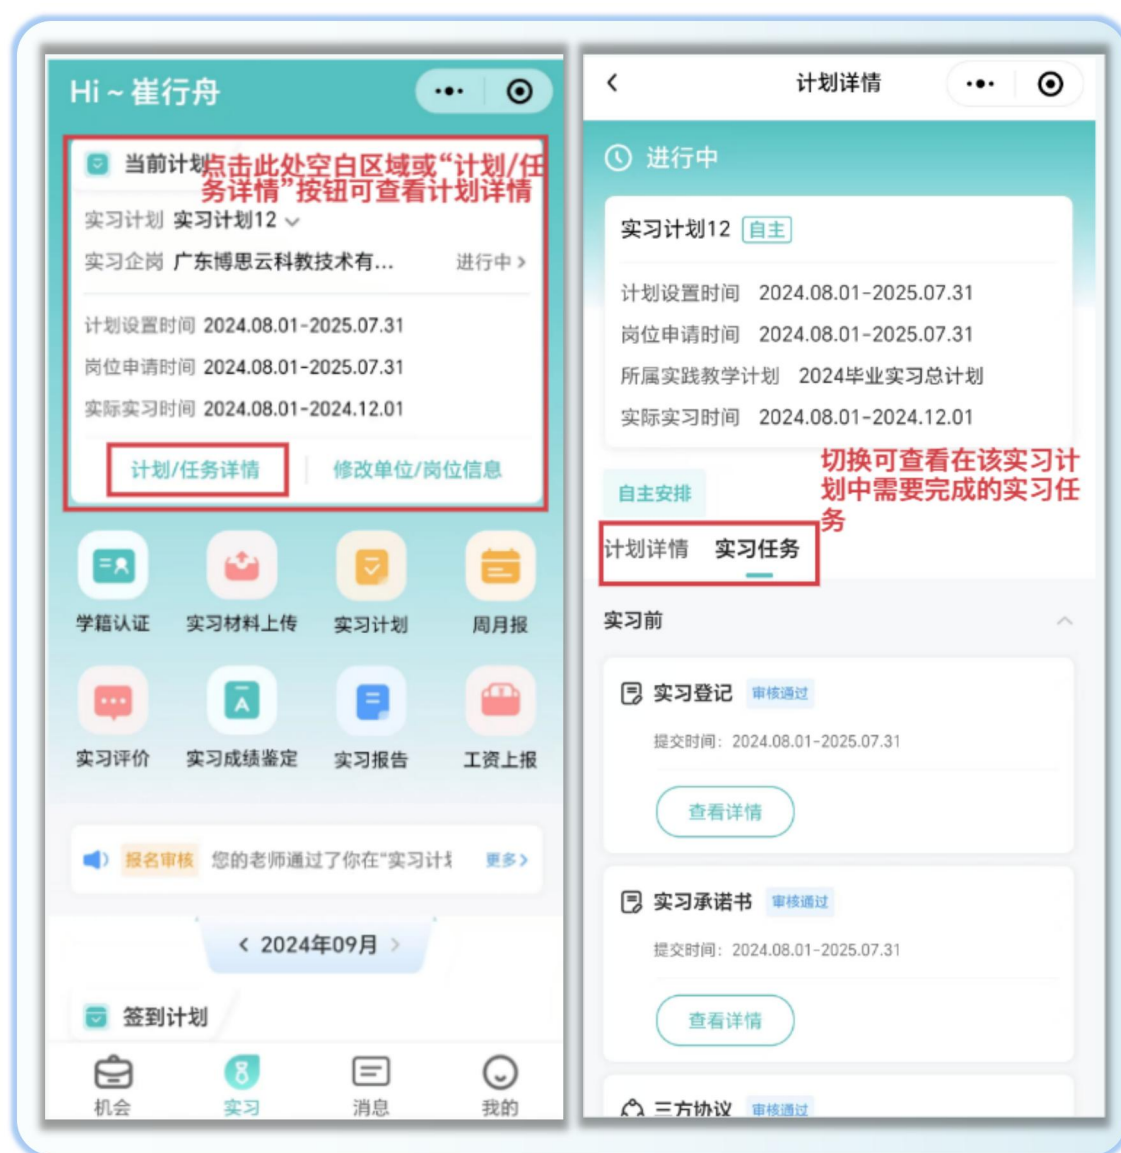 Hi ~ 崔行舟
当前计划
点击此处空白区域或“计划/任
务详情”按钮可查看计划详情
实习计划 实习计划12
实习企岗 广东博思云科教技术有... 进行中 >
计划设置时间 2024.08.01-2025.07.31
岗位申请时间 2024.08.01-2025.07.31
实际实习时间 2024.08.01-2024.12.01
计划/任务详情 修改单位/岗位信息
学籍认证 实习材料上传 实习计划 周月报
实习评价 实习成绩鉴定 实习报告 工资上报
报名审核 您的老师通过了你在“实习计 更多 >
< 2024年09月 >
签到计划
机会 实习 消息 我的
< 计划详情
进行中
实习计划12 自主
计划设置时间 2024.08.01-2025.07.31
岗位申请时间 2024.08.01-2025.07.31
所属实践教学计划 2024毕业实习总计划
实际实习时间 2024.08.01-2024.12.01
切换可查看在该实习计
划中需要完成的实习任
务
自主安排
计划详情 实习任务
实习前
实习登记 审核通过
提交时间: 2024.08.01-2025.07.31
查看详情
实习承诺书 审核通过
提交时间: 2024.08.01-2025.07.31
查看详情
三方协议 审核通过